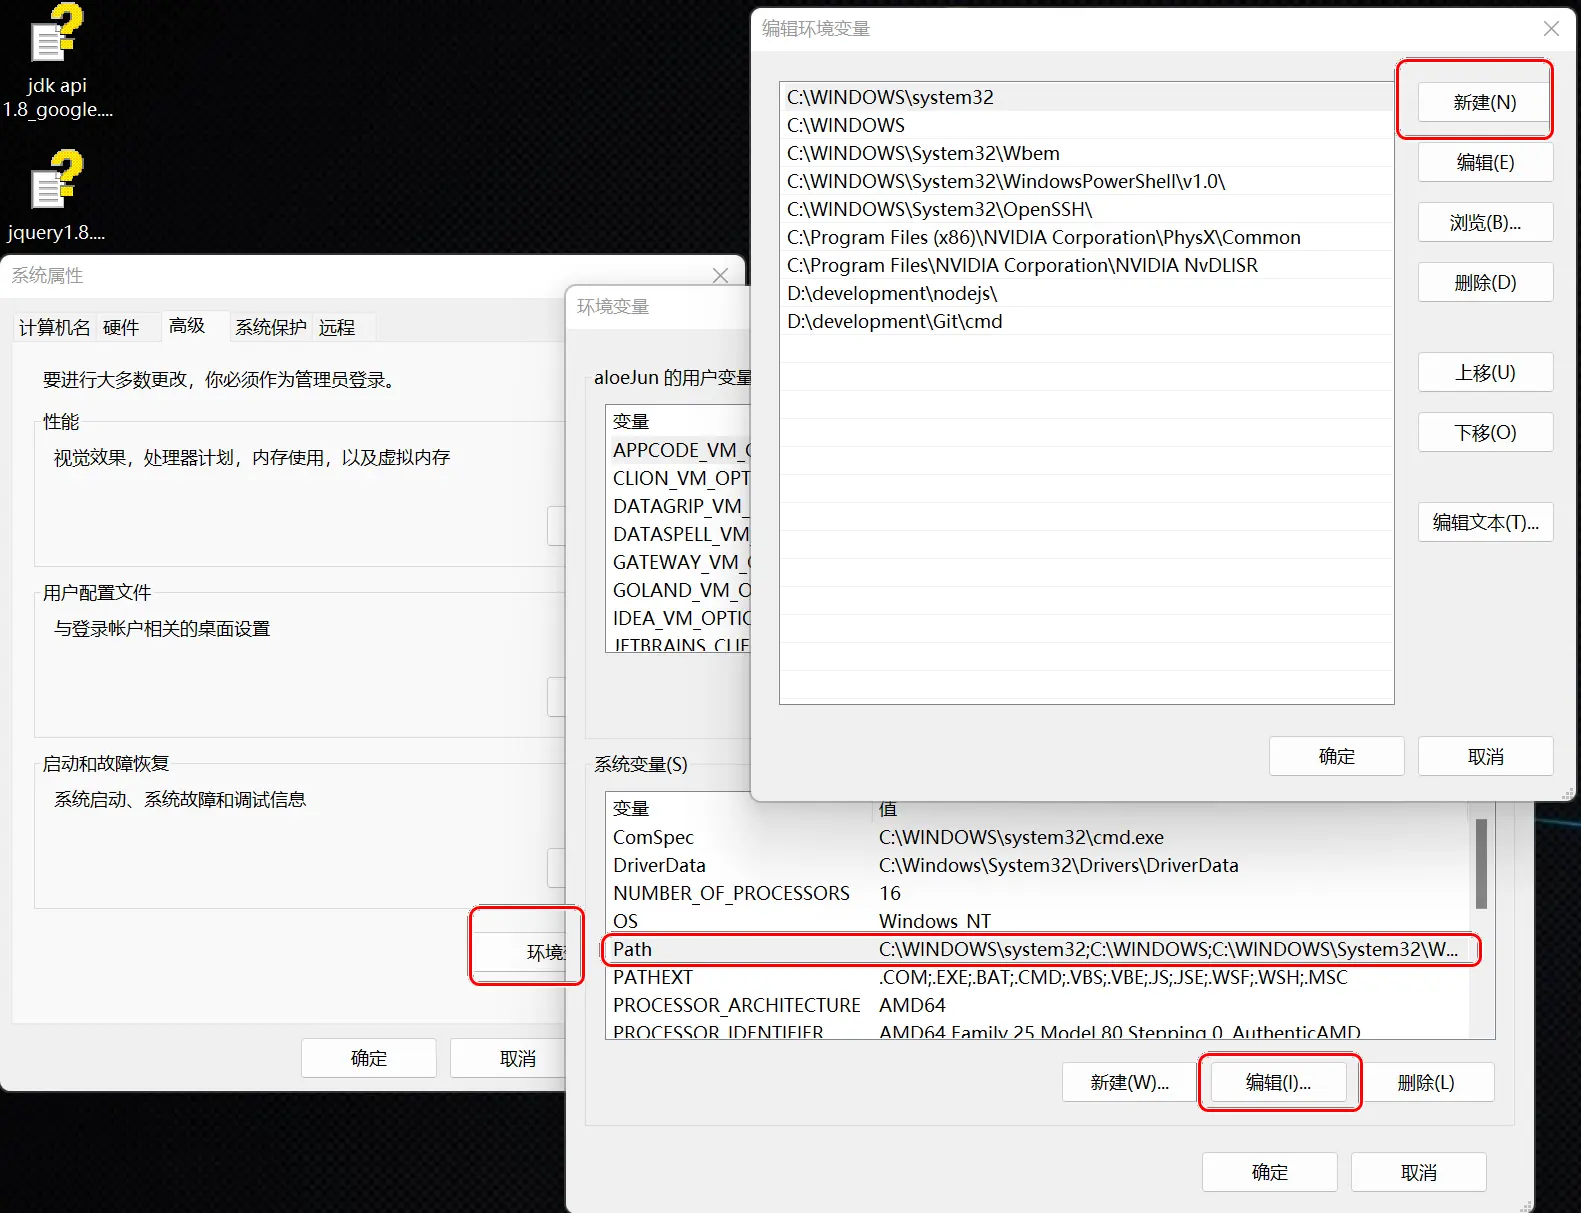 jdk api
1.8_google....
jquery1.8....
系统属性
计算机名 硬件 高级 系统保护 远程
要进行大多数更改，你必须作为管理员登录。
性能
视觉效果，处理器计划，内存使用，以及虚拟内存
用户配置文件
与登录帐户相关的桌面设置
启动和故障恢复
系统启动、系统故障和调试信息
环境
确定 取消
环境变量
aloeJun 的用户变量
变量
APPCODE_VM_
CLION_VM_OPT
DATAGRIP_VM_
DATASPELL_VM
GATEWAY_VM_
GOLAND_VM_O
IDEA_VM_OPTIO
JETBRAINS_CLIE
系统变量(S)
变量 值
ComSpec C:\WINDOWS\system32\cmd.exe
DriverData C:\Windows\System32\Drivers\DriverData
NUMBER_OF_PROCESSORS 16
OS Windows_NT
Path C:\WINDOWS\system32;C:\WINDOWS;C:\WINDOWS\System32\W...
PATHEXT .COM;.EXE;.BAT;.CMD;.VBS;.VBE;.JS;.JSE;.WSF;.WSH;.MSC
PROCESSOR_ARCHITECTURE AMD64
PROCESSOR_IDENTIFIER AMD64 Family 25 Model 80 Stepping 0, AuthenticAMD
新建(W)... 编辑(I)... 删除(L)
确定 取消
编辑环境变量
C:\WINDOWS\system32
C:\WINDOWS
C:\WINDOWS\System32\Wbem
C:\WINDOWS\System32\WindowsPowerShell\v1.0\
C:\WINDOWS\System32\OpenSSH\
C:\Program Files (x86)\NVIDIA Corporation\PhysX\Common
C:\Program Files\NVIDIA Corporation\NVIDIA NvDLISR
D:\development\nodejs\
D:\development\Git\cmd
新建(N)
编辑(E)
浏览(B)...
删除(D)
上移(U)
下移(O)
编辑文本(T)...
确定 取消